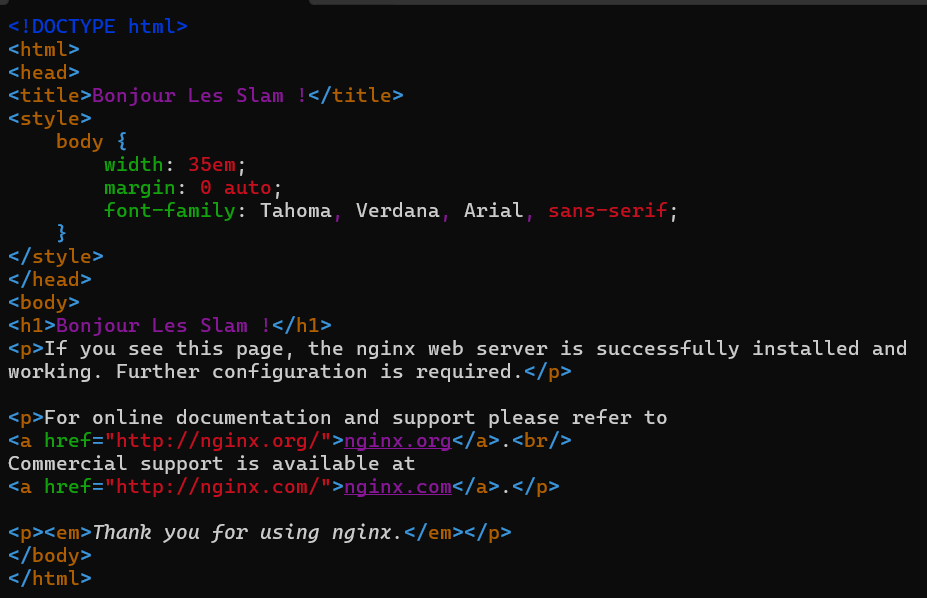 <!DOCTYPE html>
<html>
<head>
<title>Bonjour Les Slam !</title>
<style>
    body {
        width: 35em;
        margin: 0 auto;
        font-family: Tahoma, Verdana, Arial, sans-serif;
    }
</style>
</head>
<body>
<h1>Bonjour Les Slam !</h1>
<p>If you see this page, the nginx web server is successfully installed and
working. Further configuration is required.</p>

<p>For online documentation and support please refer to
<a href="http://nginx.org/">nginx.org</a>.<br/>
Commercial support is available at
<a href="http://nginx.com/">nginx.com</a>.</p>

<p><em>Thank you for using nginx.</em></p>
</body>
</html>